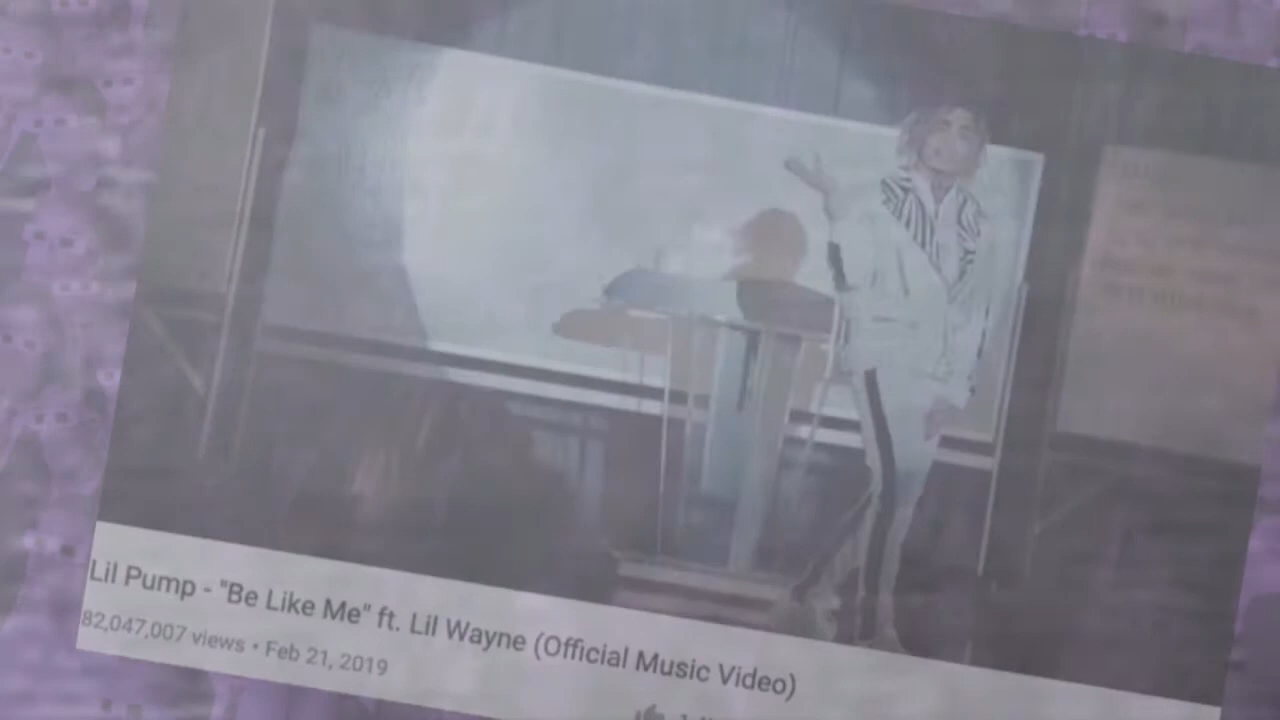 Lil Pump - "Be Like Me" ft. Lil Wayne (Official Music Video)
82,047,007 views • Feb 21, 2019